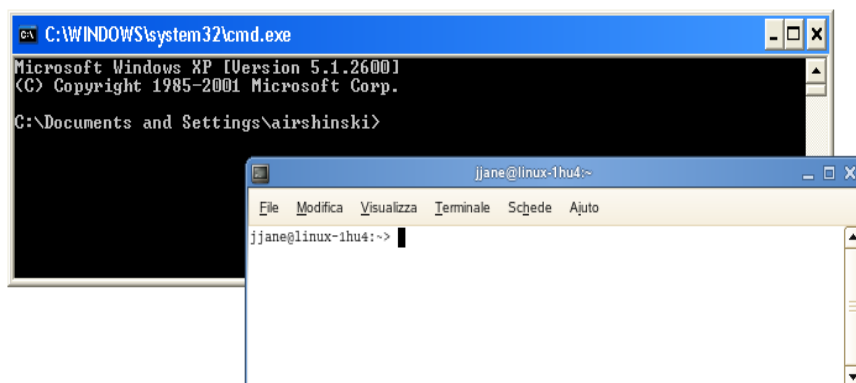 C:\WINDOWS\system32\cmd.exe
Microsoft Windows XP [Version 5.1.2600]
(C) Copyright 1985-2001 Microsoft Corp.
C:\Documents and Settings\airshinski>
jjane@linux-1hu4:~
File Modifica Visualizza Terminale Schede Aiuto
jjane@linux-1hu4:~>